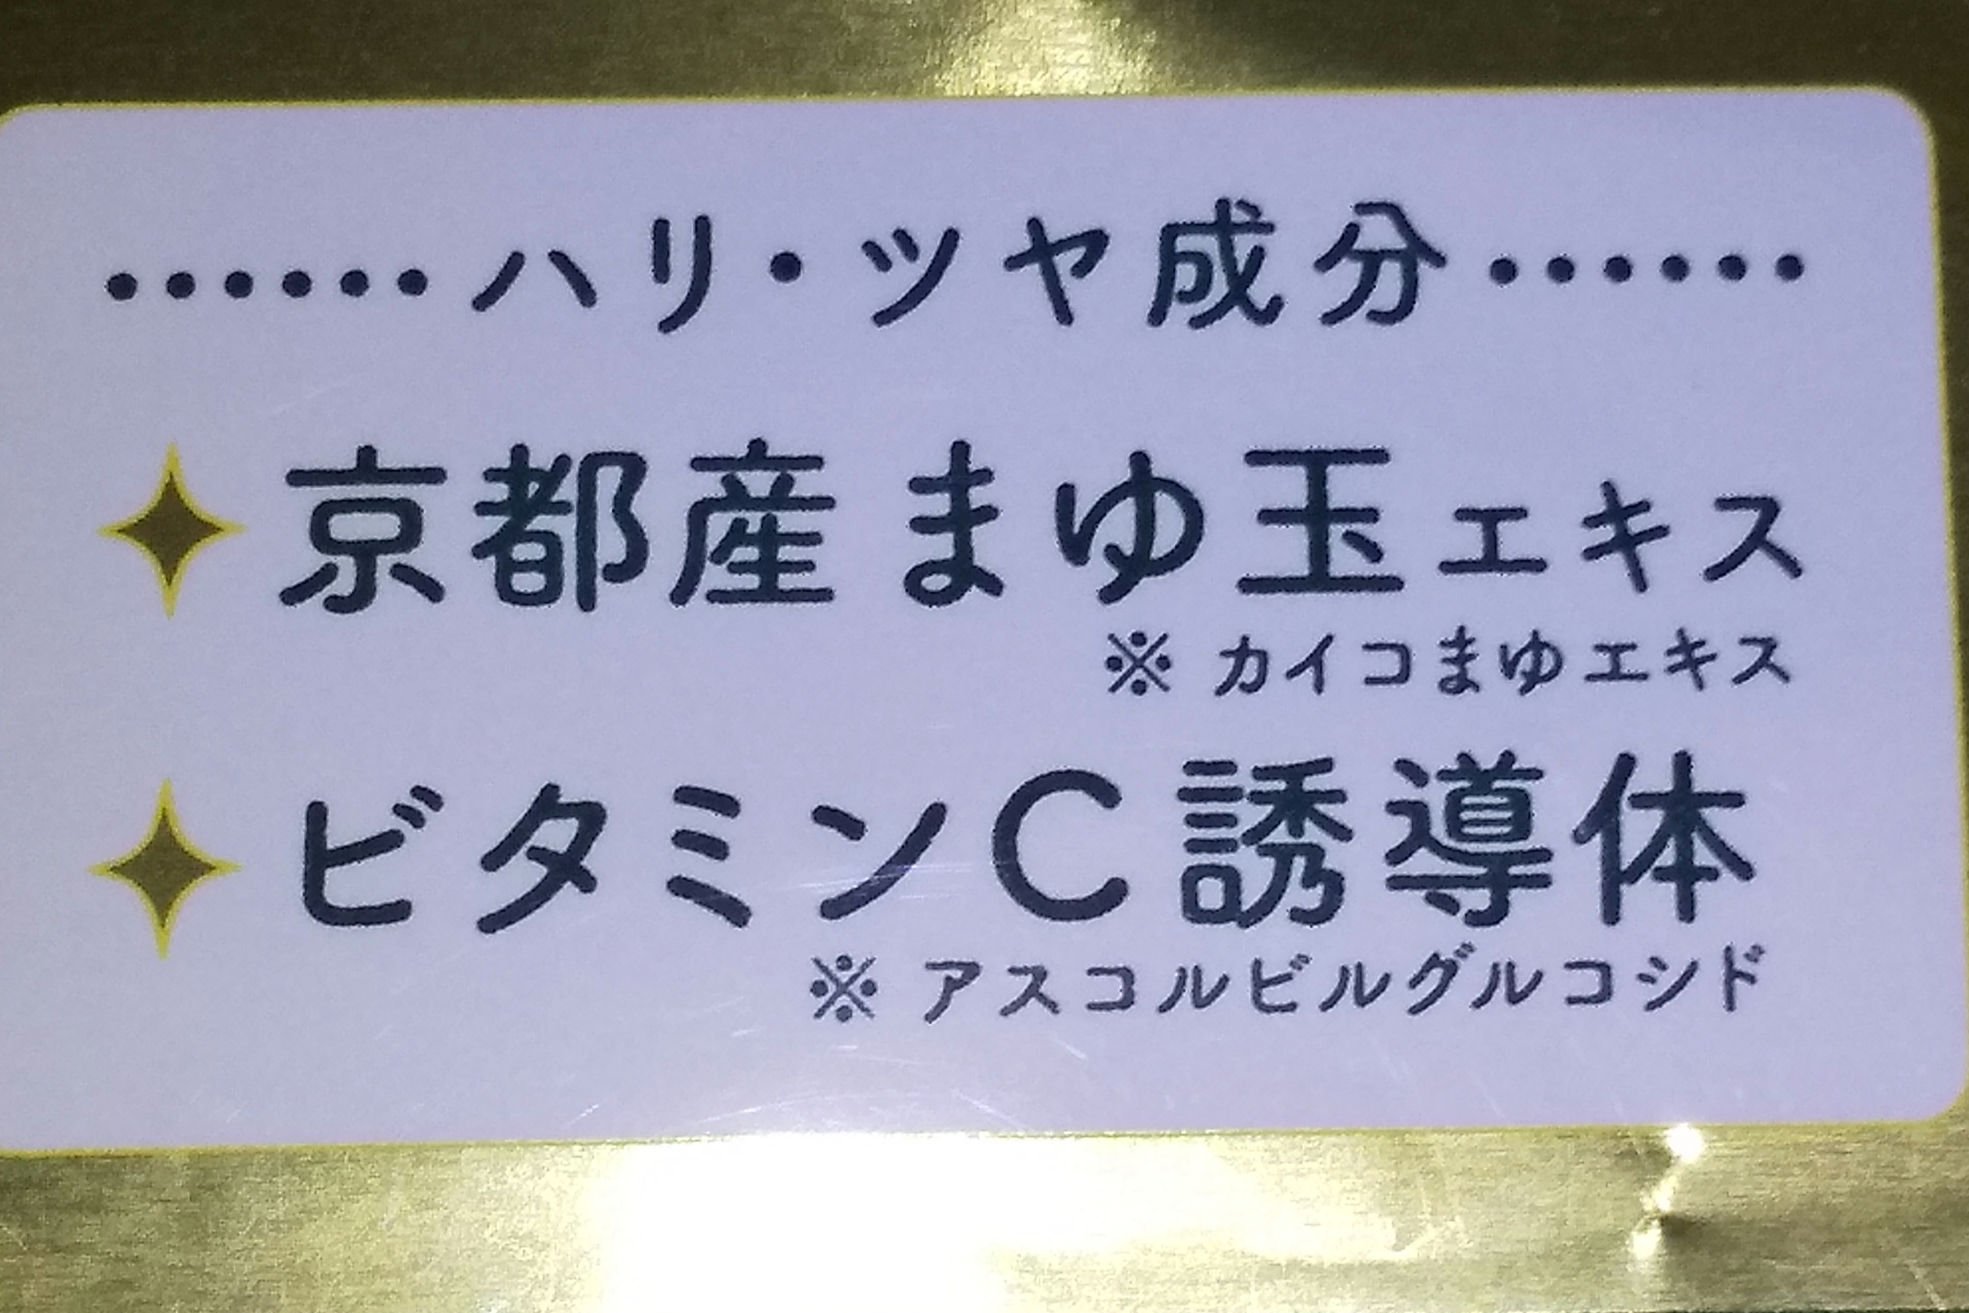 ……ハリ・ツヤ成分……
京都産 まゆ玉エキス
※ カイコまゆエキス
ビタミンC誘導体
※ アスコルビルグルコシド